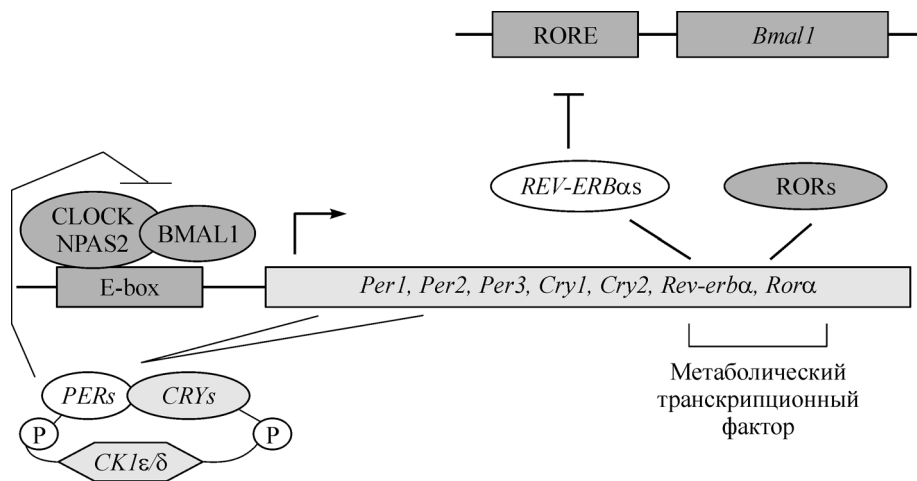 RORE
Bmal1
REV-ERBαs
RORs
CLOCK
NPAS2
BMAL1
E-box
Per1, Per2, Per3, Cry1, Cry2, Rev-erbα, Rorα
PERs
CRYs
P
P
CK1ε/δ
Метаболический
транскрипционный
фактор